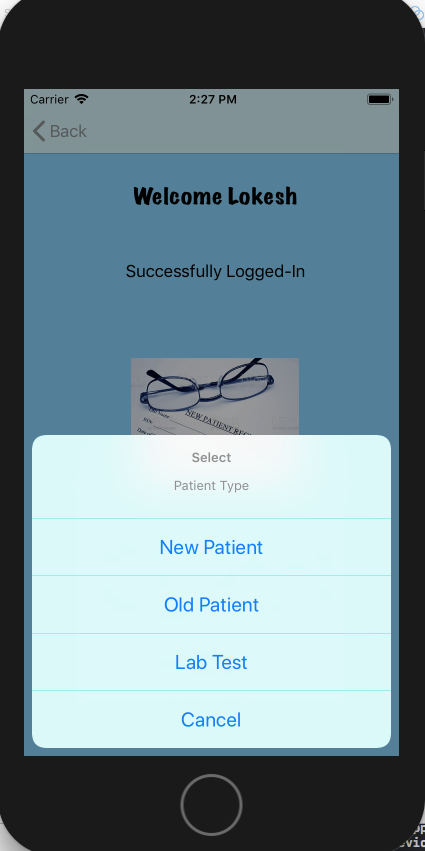 Carrier 2:27 PM
Back
Welcome Lokesh
Successfully Logged-In
NEW PATIENT
Select
Patient Type
New Patient
Old Patient
Lab Test
Cancel